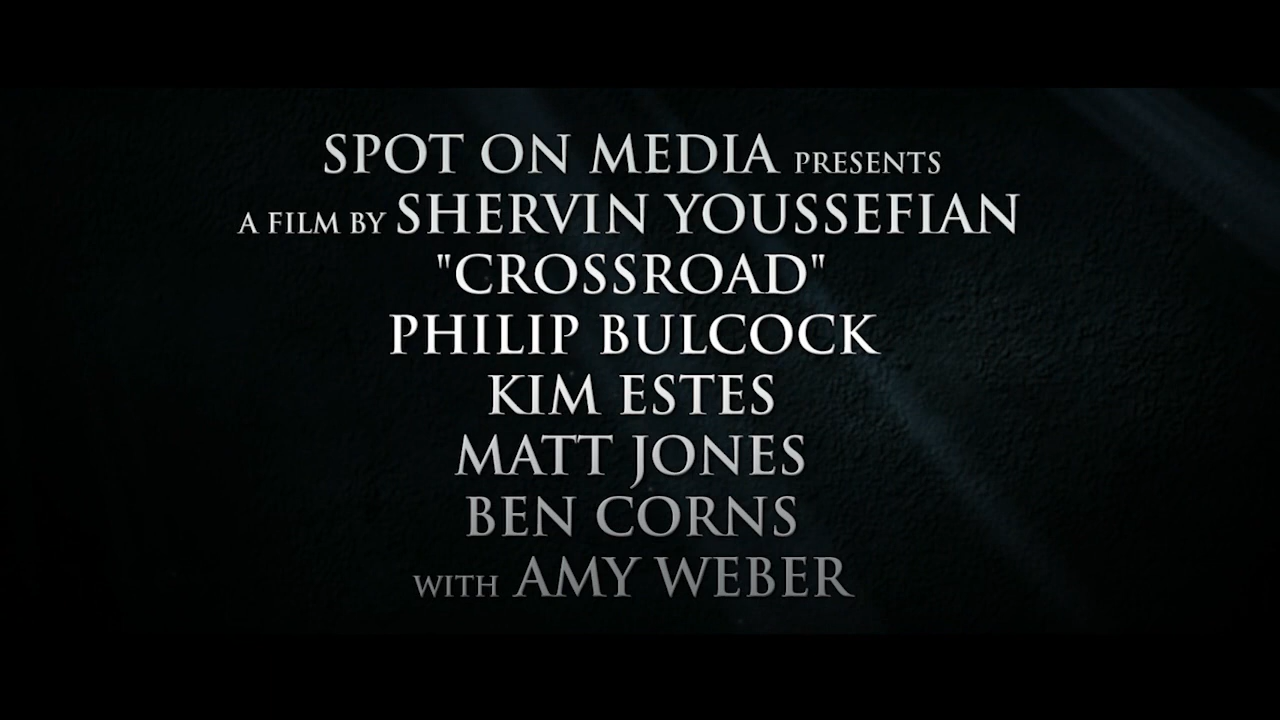 SPOT ON MEDIA PRESENTS
A FILM BY SHERVIN YOUSSEFIAN
"CROSSROAD"
PHILIP BULCOCK
KIM ESTES
MATT JONES
BEN CORNS
WITH AMY WEBER